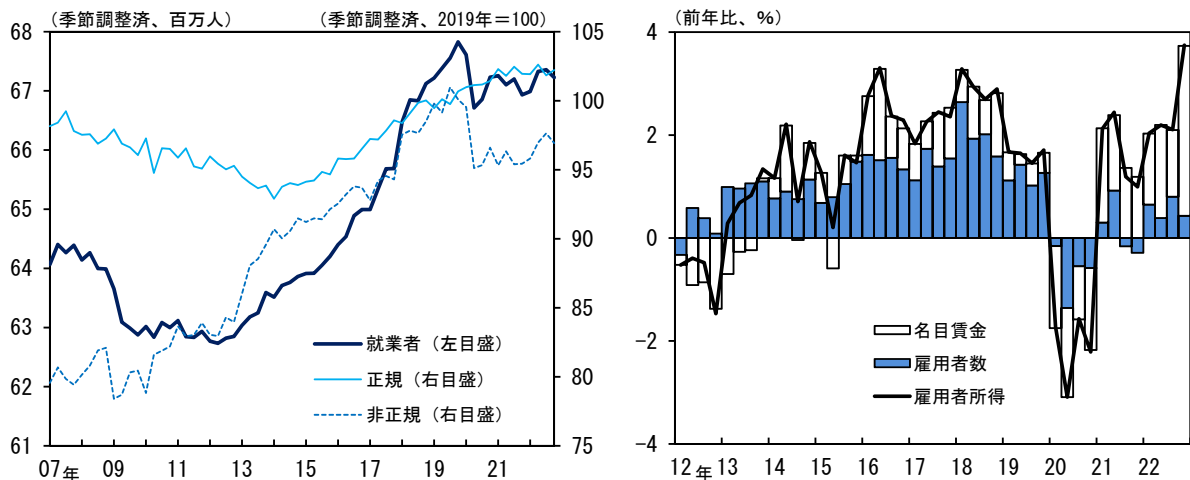 （季節調整済、百万人）
（季節調整済、2019年＝100）
68
67
66
65
64
63
62
61
105
100
95
90
85
80
75
就業者（左目盛）
正規（右目盛）
非正規（右目盛）
07年 09 11 13 15 17 19 21
（前年比、%）
4
2
0
−2
−4
名目賃金
雇用者数
雇用者所得
12年 13 14 15 16 17 18 19 20 21 22